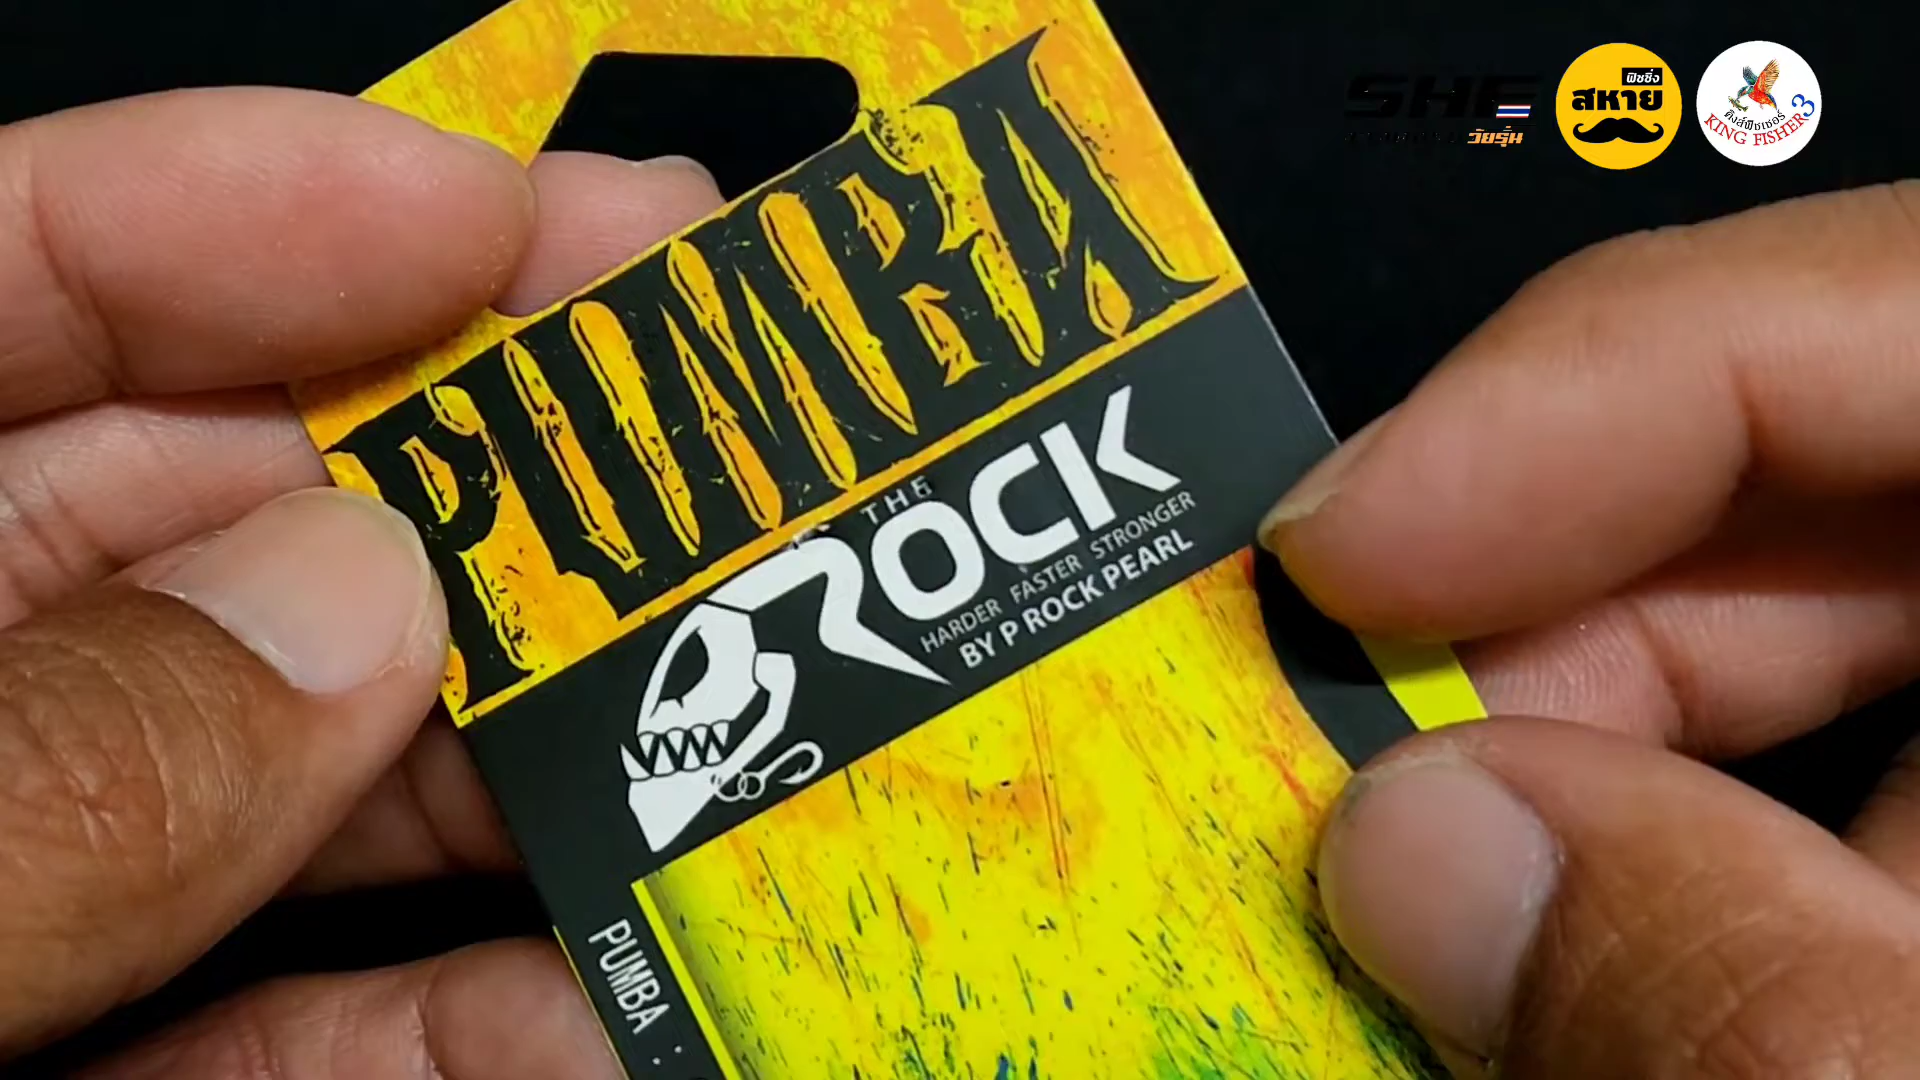 PUMBA
THE
ROCK
HARDER FASTER STRONGER
BY P ROCK PEARL
PUMBA :
SHE
วัยรุ่น
ฟิชชิ่ง
สหาย
คิงส์ฟิชเชอร์ 3
KING FISHER